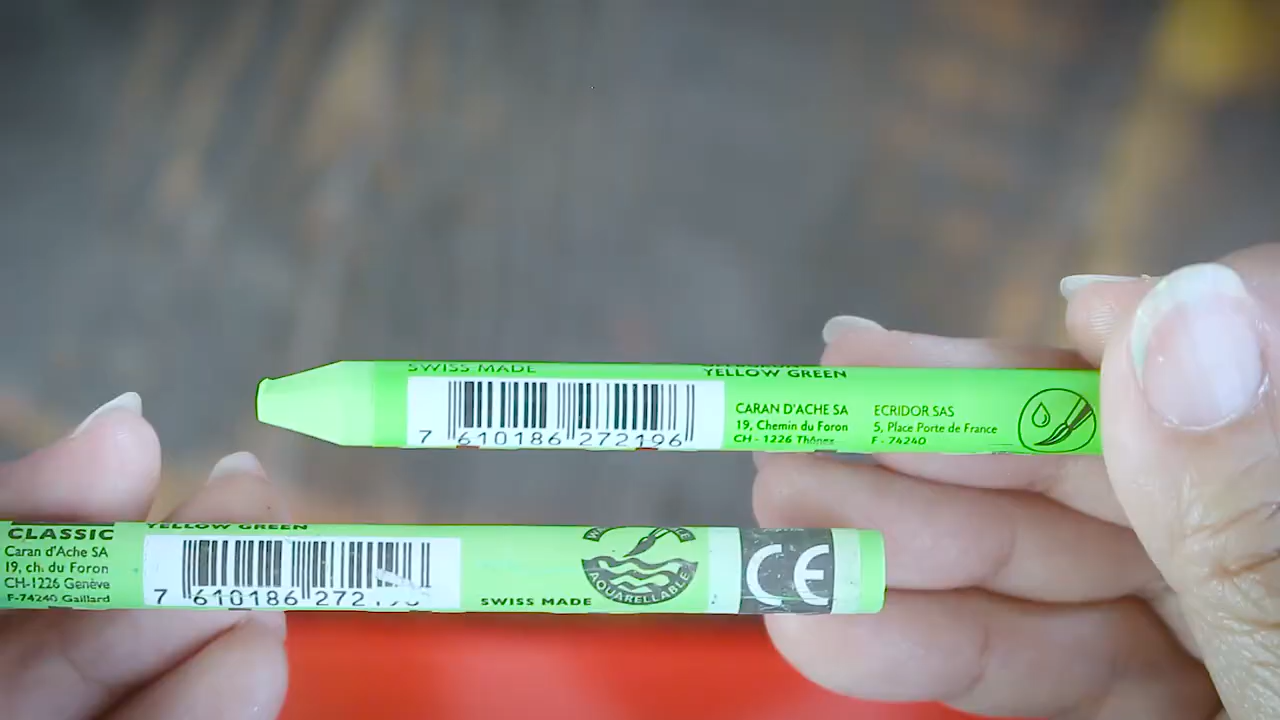 SWISS MADE
YELLOW GREEN
7 610186 272196
CARAN D'ACHE SA
19, Chemin du Foron
CH - 1226 Thônex
ECRIDOR SAS
5, Place Porte de France
F - 74240
CLASSIC
Caran d'Ache SA
19, ch. du Foron
CH-1226 Genève
F-74240 Gaillard
YELLOW GREEN
7 610186
SWISS MADE
AQUARELLABLE
CE